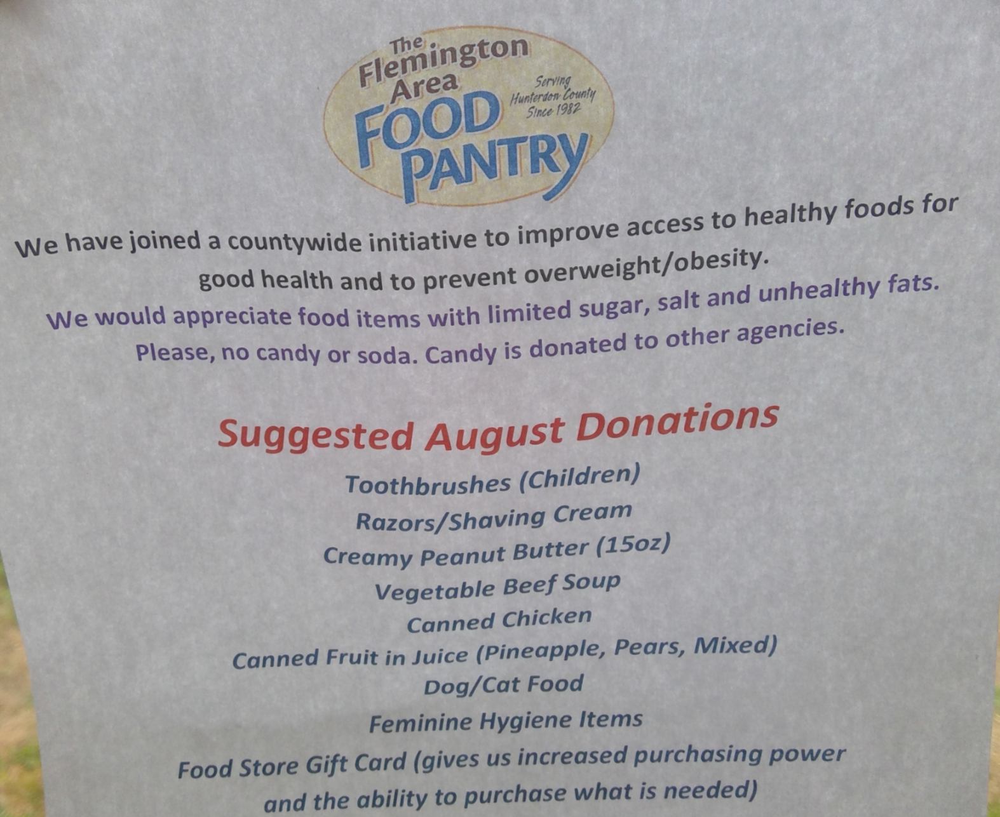 The
Flemington
Area
FOOD
PANTRY
Serving
Hunterdon County
Since 1982
We have joined a countywide initiative to improve access to healthy foods for
good health and to prevent overweight/obesity.
We would appreciate food items with limited sugar, salt and unhealthy fats.
Please, no candy or soda. Candy is donated to other agencies.
Suggested August Donations
Toothbrushes (Children)
Razors/Shaving Cream
Creamy Peanut Butter (15oz)
Vegetable Beef Soup
Canned Chicken
Canned Fruit in Juice (Pineapple, Pears, Mixed)
Dog/Cat Food
Feminine Hygiene Items
Food Store Gift Card (gives us increased purchasing power
and the ability to purchase what is needed)